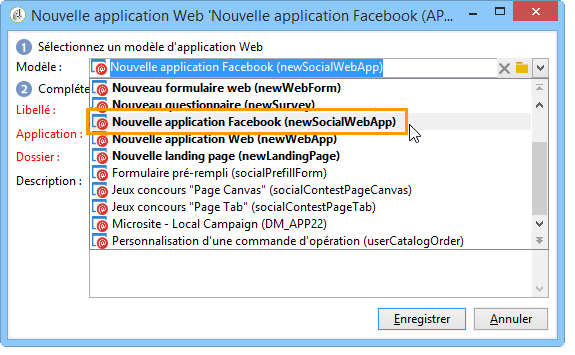 Nouvelle application Web 'Nouvelle application Facebook (AP...
1 Sélectionnez un modèle d'application Web
Modèle : Nouvelle application Facebook (newSocialWebApp)
2 Compléte
Nouveau formulaire web (newWebForm)
Libellé :
Nouveau questionnaire (newSurvey)
Nouvelle application Facebook (newSocialWebApp)
Application :
Nouvelle application Web (newWebApp)
Dossier :
Nouvelle landing page (newLandingPage)
Formulaire pré-rempli (socialPrefillForm)
Description :
Jeux concours "Page Canvas" (socialContestPageCanvas)
Jeux concours "Page Tab" (socialContestPageTab)
Microsite - Local Campaign (DM_APP22)
Personnalisation d'une commande d'opération (userCatalogOrder)
Enregistrer Annuler